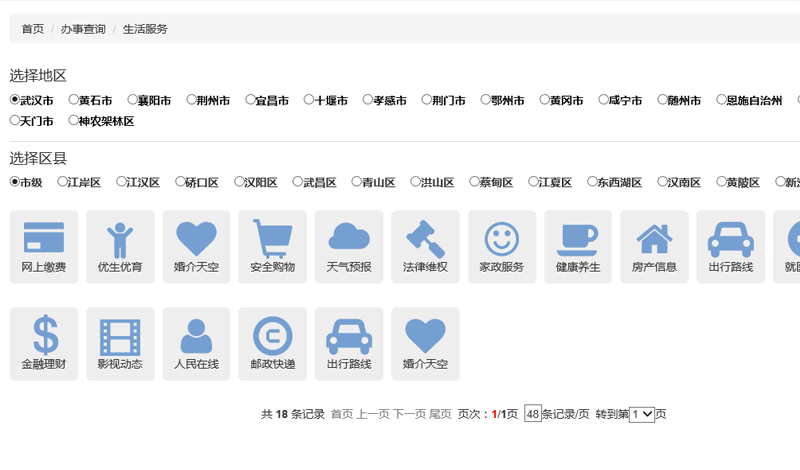 首页 / 办事查询 / 生活服务
选择地区
武汉市 黄石市 襄阳市 荆州市 宜昌市 十堰市 孝感市 荆门市 鄂州市 黄冈市 咸宁市 随州市 恩施自治州
天门市 神农架林区
选择区县
市级 江岸区 江汉区 硚口区 汉阳区 武昌区 青山区 洪山区 蔡甸区 江夏区 东西湖区 汉南区 黄陂区
网上缴费 优生优育 婚介天空 安全购物 天气预报 法律维权 家政服务 健康养生 房产信息 出行路线
金融理财 影视动态 人民在线 邮政快递 出行路线 婚介天空
共 18 条记录 首页 上一页 下一页 尾页 页次：1/1页 48条记录/页 转到第1页